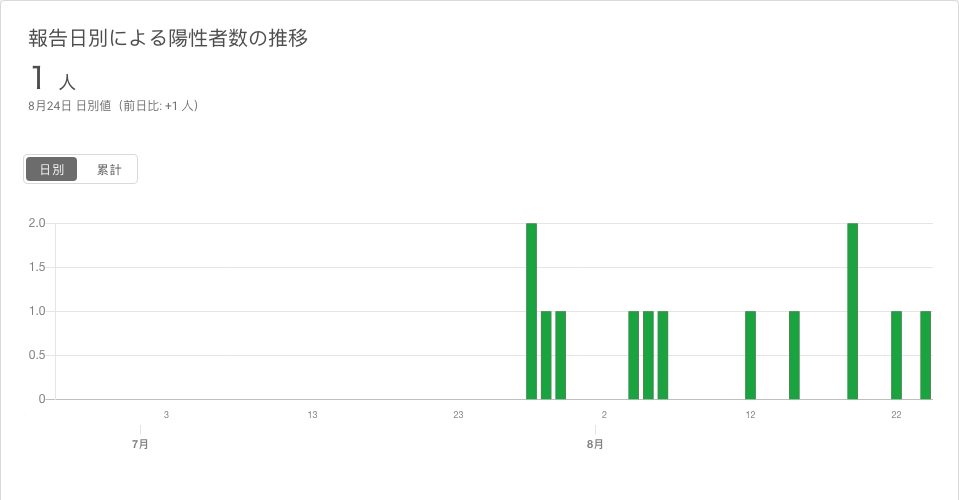 報告日別による陽性者数の推移
1 人
8月24日 日別値（前日比: +1 人）
日別 累計
2.0
1.5
1.0
0.5
0
3 13 23 2 12 22
7月 8月